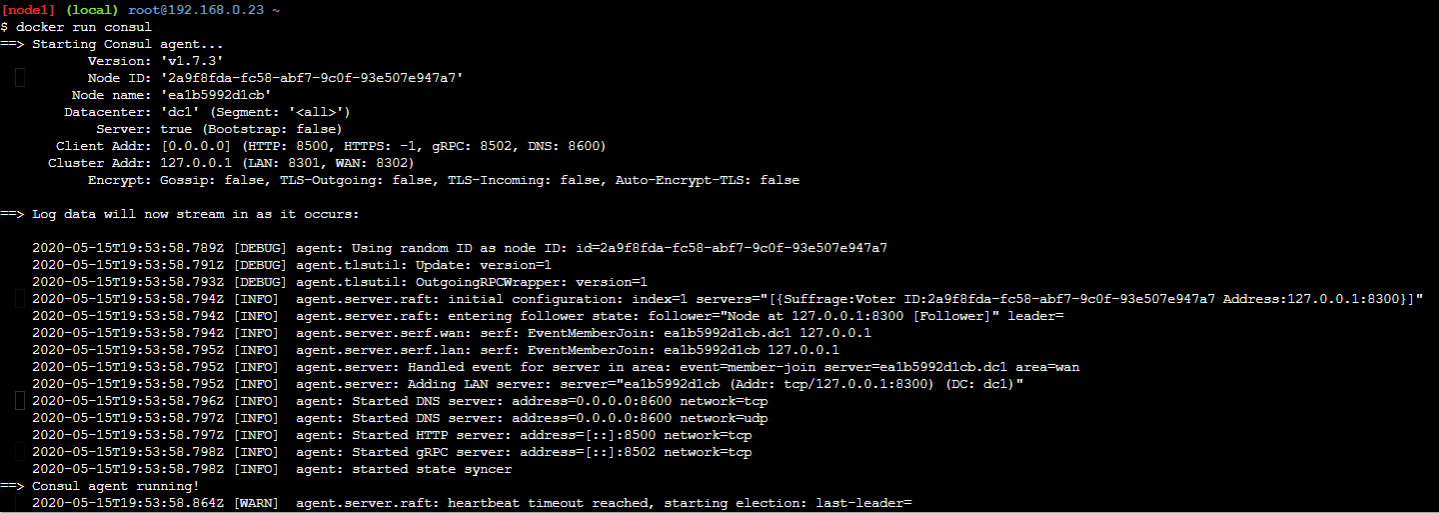 [node1] (local) root@192.168.0.23 ~
$ docker run consul
==> Starting Consul agent...
Version: 'v1.7.3'
Node ID: '2a9f8fda-fc58-abf7-9c0f-93e507e947a7'
Node name: 'ea1b5992d1cb'
Datacenter: 'dc1' (Segment: '<all>')
Server: true (Bootstrap: false)
Client Addr: [0.0.0.0] (HTTP: 8500, HTTPS: -1, gRPC: 8502, DNS: 8600)
Cluster Addr: 127.0.0.1 (LAN: 8301, WAN: 8302)
Encrypt: Gossip: false, TLS-Outgoing: false, TLS-Incoming: false, Auto-Encrypt-TLS: false
==> Log data will now stream in as it occurs:
2020-05-15T19:53:58.789Z [DEBUG] agent: Using random ID as node ID: id=2a9f8fda-fc58-abf7-9c0f-93e507e947a7
2020-05-15T19:53:58.791Z [DEBUG] agent.tlsutil: Update: version=1
2020-05-15T19:53:58.793Z [DEBUG] agent.tlsutil: OutgoingRPCWrapper: version=1
2020-05-15T19:53:58.794Z [INFO]  agent.server.raft: initial configuration: index=1 servers="[{Suffrage:Voter ID:2a9f8fda-fc58-abf7-9c0f-93e507e947a7 Address:127.0.0.1:8300}]"
2020-05-15T19:53:58.794Z [INFO]  agent.server.raft: entering follower state: follower="Node at 127.0.0.1:8300 [Follower]" leader=
2020-05-15T19:53:58.794Z [INFO]  agent.server.serf.wan: serf: EventMemberJoin: ea1b5992d1cb.dc1 127.0.0.1
2020-05-15T19:53:58.795Z [INFO]  agent.server.serf.lan: serf: EventMemberJoin: ea1b5992d1cb 127.0.0.1
2020-05-15T19:53:58.795Z [INFO]  agent.server: Handled event for server in area: event=member-join server=ea1b5992d1cb.dc1 area=wan
2020-05-15T19:53:58.795Z [INFO]  agent.server: Adding LAN server: server="ea1b5992d1cb (Addr: tcp/127.0.0.1:8300) (DC: dc1)"
2020-05-15T19:53:58.796Z [INFO]  agent: Started DNS server: address=0.0.0.0:8600 network=tcp
2020-05-15T19:53:58.797Z [INFO]  agent: Started DNS server: address=0.0.0.0:8600 network=udp
2020-05-15T19:53:58.797Z [INFO]  agent: Started HTTP server: address=[::]:8500 network=tcp
2020-05-15T19:53:58.798Z [INFO]  agent: Started gRPC server: address=[::]:8502 network=tcp
2020-05-15T19:53:58.798Z [INFO]  agent: started state syncer
==> Consul agent running!
2020-05-15T19:53:58.864Z [WARN]  agent.server.raft: heartbeat timeout reached, starting election: last-leader=